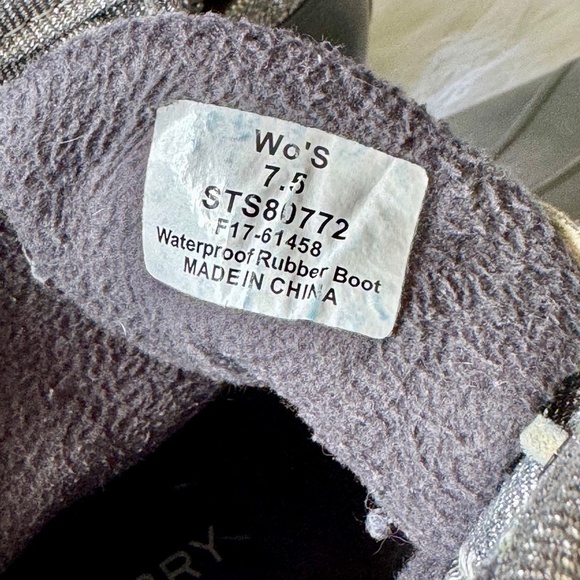 Wo'S
7.5
STS80772
F17-61458
Waterproof Rubber Boot
MADE IN CHINA